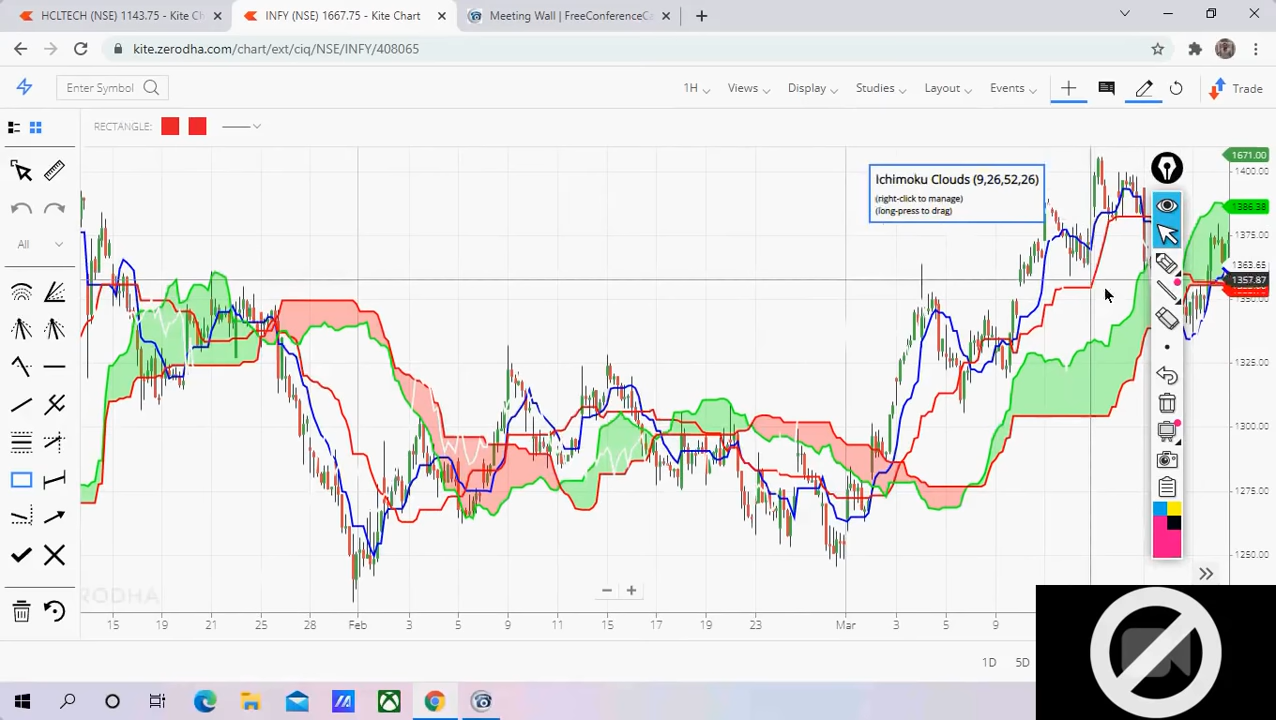 HCLTECH (NSE) 1143.75 - Kite C
INFY (NSE) 1667.75 - Kite Chart
Meeting Wall | FreeConferenceCa
kite.zerodha.com/chart/ext/ciq/NSE/INFY/408065
Enter Symbol
1H
Views
Display
Studies
Layout
Events
Trade
RECTANGLE:
All
Ichimoku Clouds (9,26,52,26)
(right-click to manage)
(long-press to drag)
1671.00
1400.00
1386.38
1375.00
1363.65
1357.87
1325.00
1300.00
1275.00
1250.00
RODHA
15
19
21
25
28
Feb
3
5
9
11
15
17
19
23
Mar
3
5
9
1D
5D